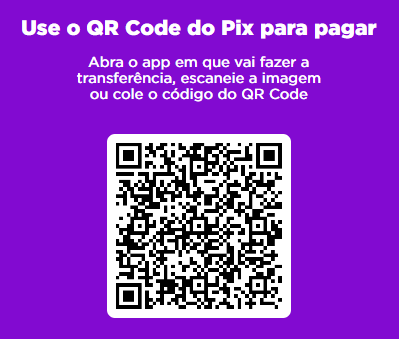 Use o QR Code do Pix para pagar
Abra o app em que vai fazer a
transferência, escaneie a imagem
ou cole o código do QR Code